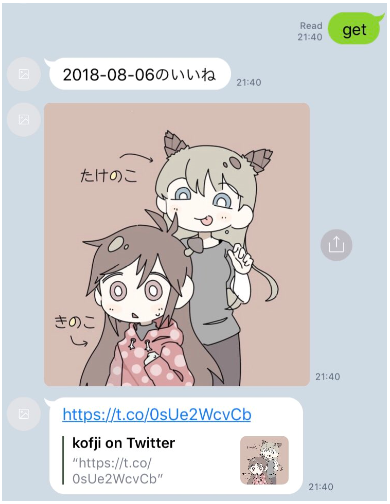 Read
21:40
get
2018-08-06のいいね
21:40
たけのこ
きのこ
21:40
https://t.co/0sUe2WcvCb
kofji on Twitter
“https://t.co/
0sUe2WcvCb”
21:40